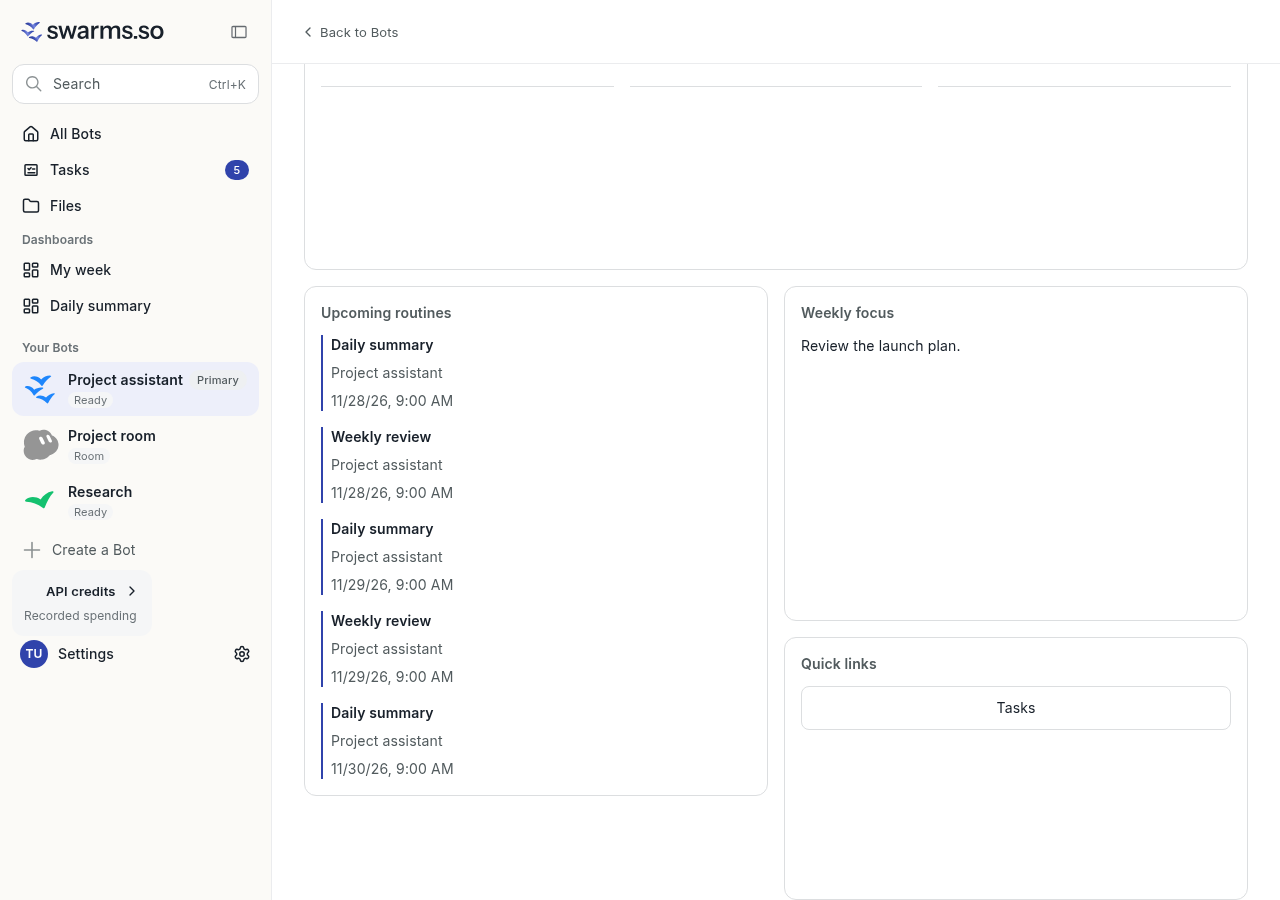 swarms.so
Search Ctrl+K
All Bots
Tasks 5
Files
Dashboards
My week
Daily summary
Your Bots
Project assistant Primary
Ready
Project room
Room
Research
Ready
Create a Bot
API credits
Recorded spending
TU Settings
Back to Bots
Upcoming routines
Daily summary
Project assistant
11/28/26, 9:00 AM
Weekly review
Project assistant
11/28/26, 9:00 AM
Daily summary
Project assistant
11/29/26, 9:00 AM
Weekly review
Project assistant
11/29/26, 9:00 AM
Daily summary
Project assistant
11/30/26, 9:00 AM
Weekly focus
Review the launch plan.
Quick links
Tasks